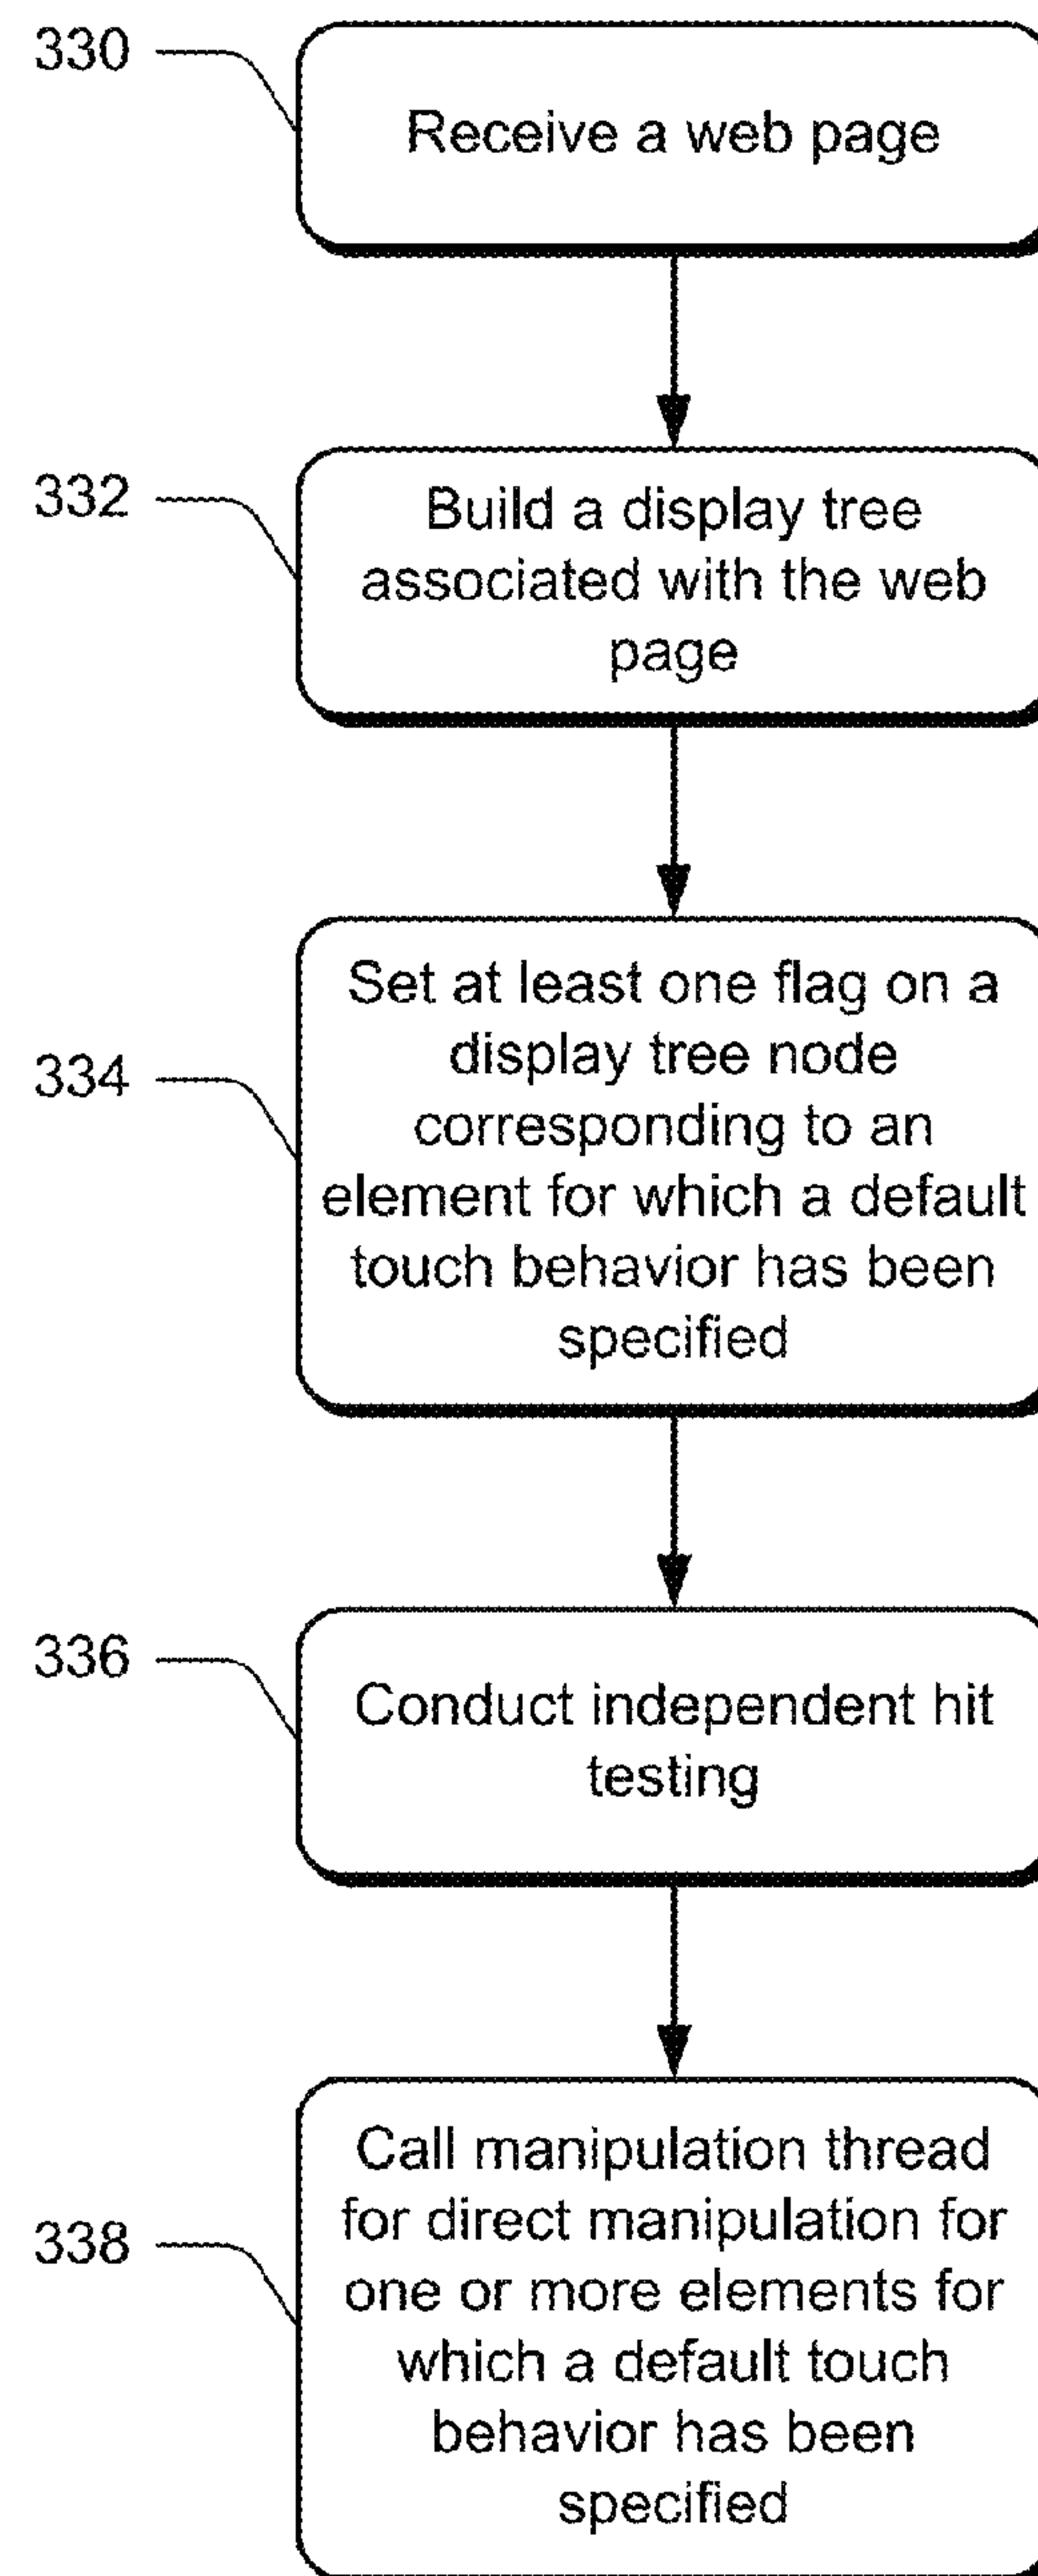 330
Receive a web page
332
Build a display tree
associated with the web
page
334
Set at least one flag on a
display tree node
corresponding to an
element for which a default
touch behavior has been
specified
336
Conduct independent hit
testing
338
Call manipulation thread
for direct manipulation for
one or more elements for
which a default touch
behavior has been
specified